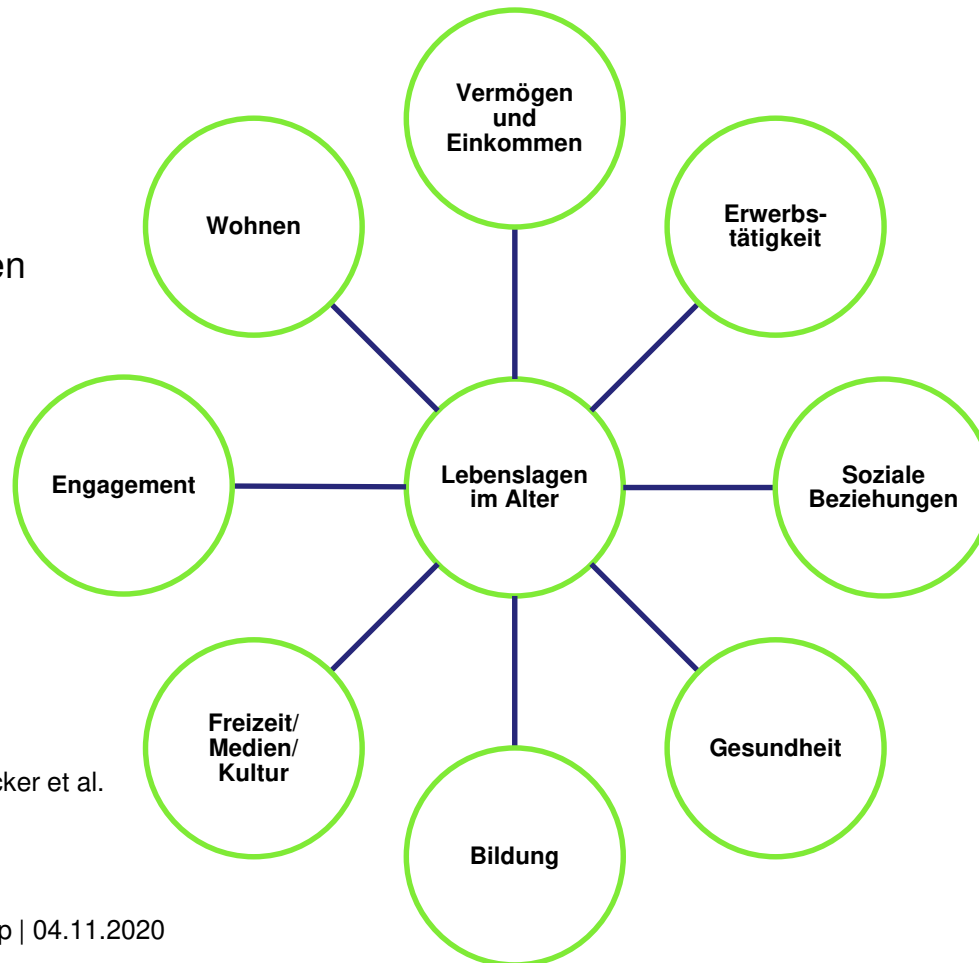 Vermögen
und
Einkommen
Wohnen
Erwerbs-
tätigkeit
en
Engagement
Lebenslagen
im Alter
Soziale
Beziehungen
Freizeit/
Medien/
Kultur
Gesundheit
cker et al.
Bildung
p | 04.11.2020